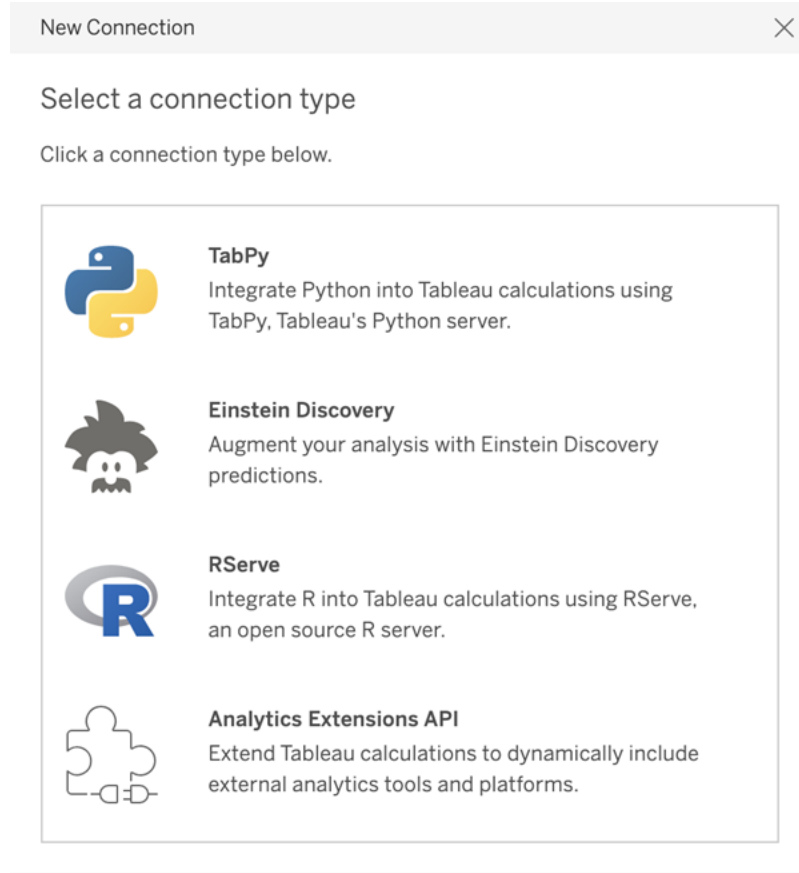 New Connection
Select a connection type
Click a connection type below.
TabPy
Integrate Python into Tableau calculations using
TabPy, Tableau's Python server.
Einstein Discovery
Augment your analysis with Einstein Discovery
predictions.
RServe
Integrate R into Tableau calculations using RServe,
an open source R server.
Analytics Extensions API
Extend Tableau calculations to dynamically include
external analytics tools and platforms.